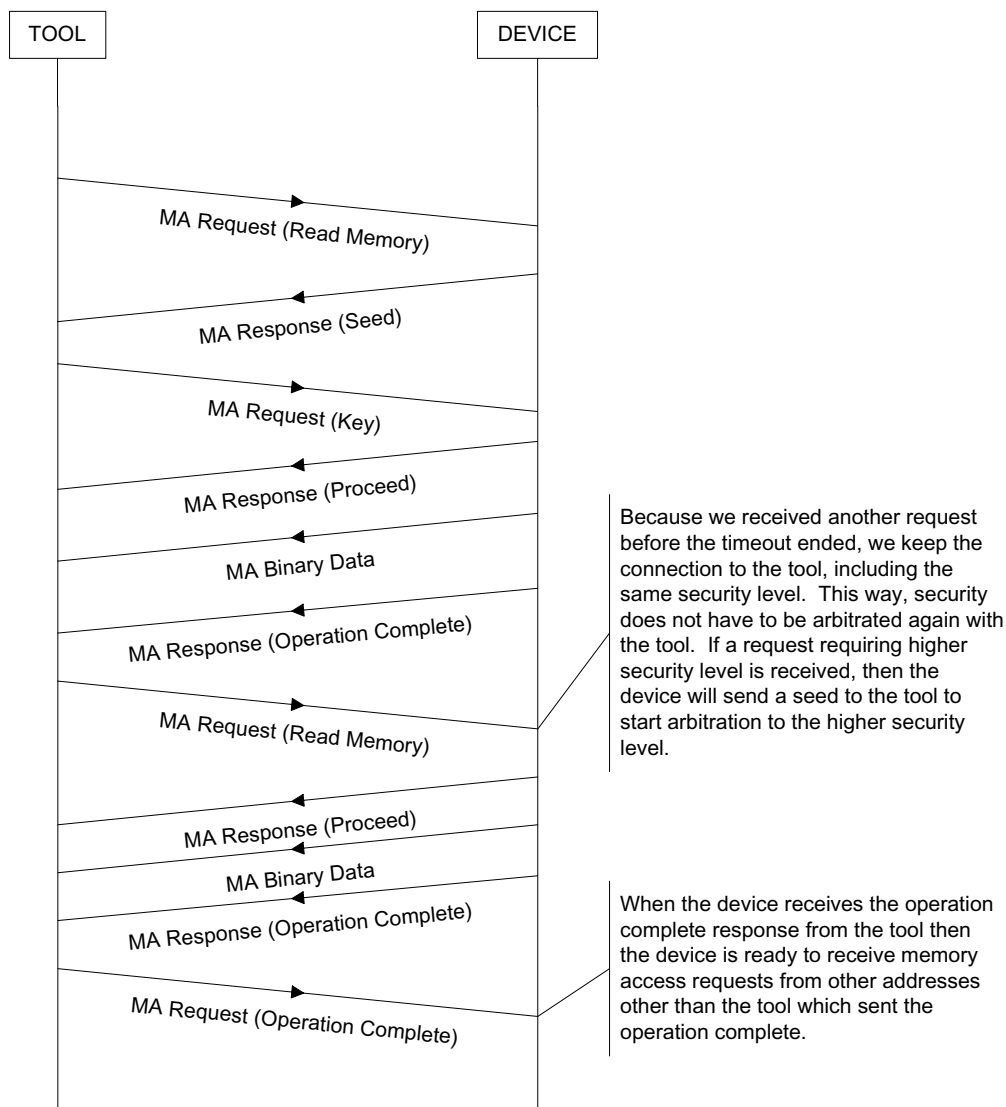 TOOL
DEVICE
MA Request (Read Memory)
MA Response (Seed)
MA Request (Key)
MA Response (Proceed)
MA Binary Data
MA Response (Operation Complete)
MA Request (Read Memory)
Because we received another request
before the timeout ended, we keep the
connection to the tool, including the
same security level.  This way, security
does not have to be arbitrated again with
the tool.  If a request requiring higher
security level is received, then the
device will send a seed to the tool to
start arbitration to the higher security
level.
MA Response (Proceed)
MA Binary Data
MA Response (Operation Complete)
MA Request (Operation Complete)
When the device receives the operation
complete response from the tool then
the device is ready to receive memory
access requests from other addresses
other than the tool which sent the
operation complete.